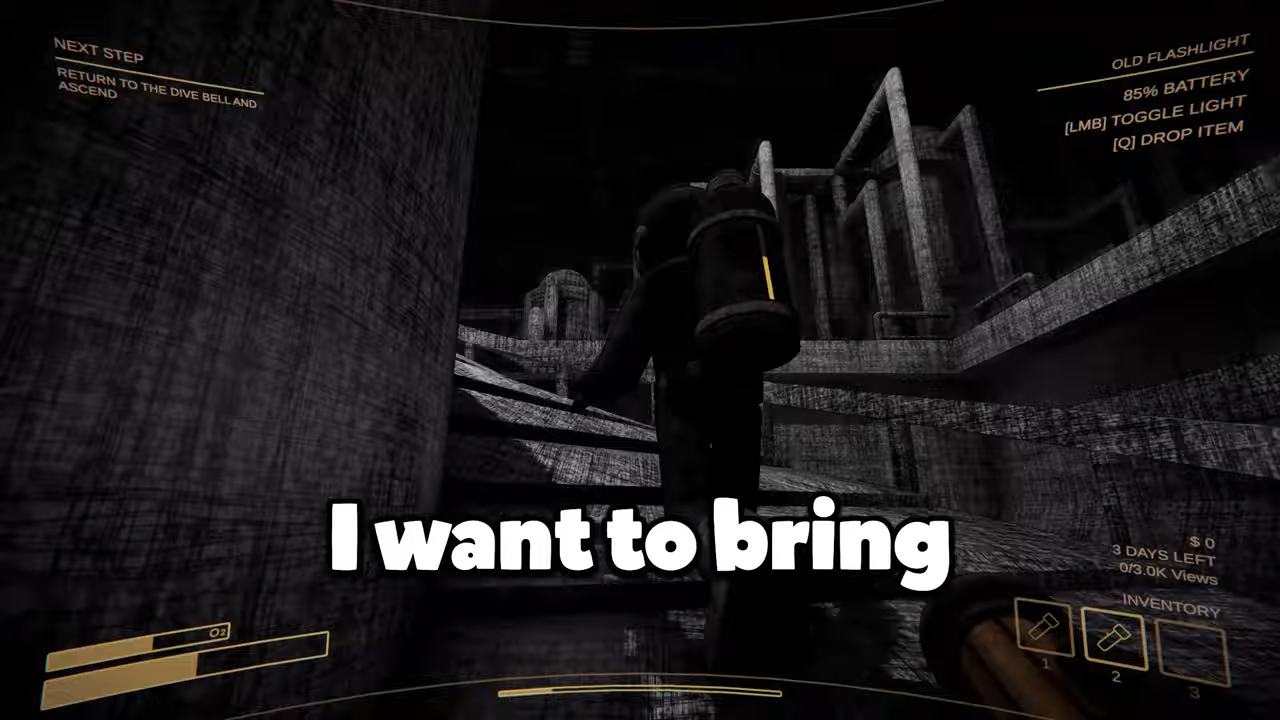 NEXT STEP
RETURN TO THE DIVE BELL AND
ASCEND
OLD FLASHLIGHT
85% BATTERY
[LMB] TOGGLE LIGHT
[Q] DROP ITEM
I want to bring
$ 0
3 DAYS LEFT
0/3.0K Views
INVENTORY
O2
1
2
3